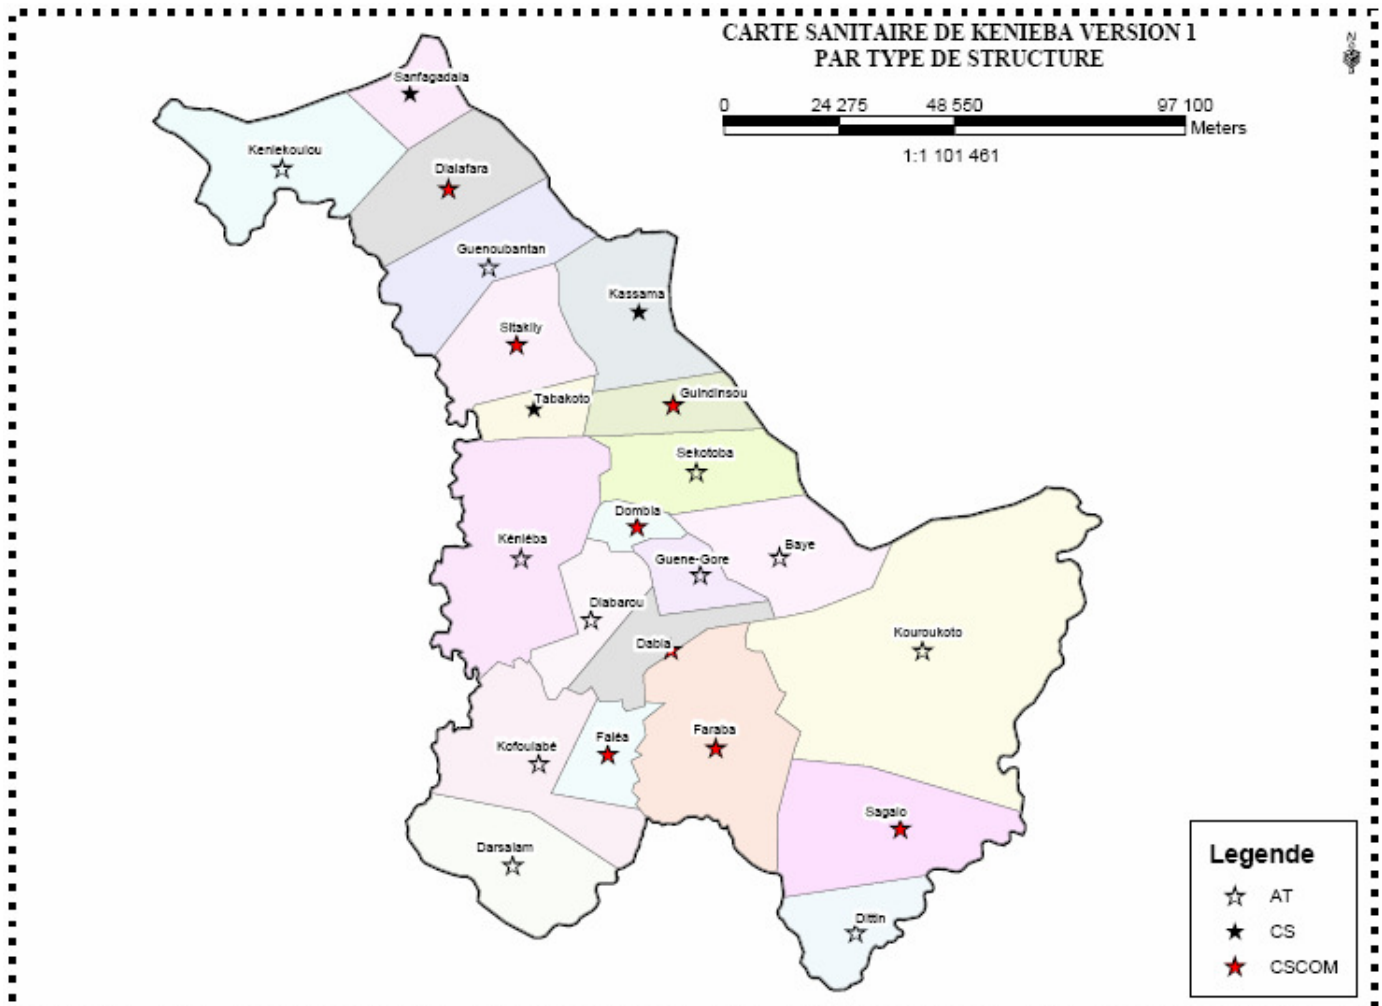 CARTE SANITAIRE DE KENIEBA VERSION 1
PAR TYPE DE STRUCTURE
N
0 24 275 48 550 97 100
Meters
1:1 101 461
Sanfagadala
Keniekoulou
Dialafara
Guenoubantan
Kassama
Sitakily
Guindinsou
Tabakoto
Sekotoba
Dombia
Kéniéba
Baye
Guene-Gore
Diabarou
Kouroukoto
Dabia
Faraba
Faléa
Kofoulabé
Sagalo
Darsalam
Dittin
Legende
AT
CS
CSCOM